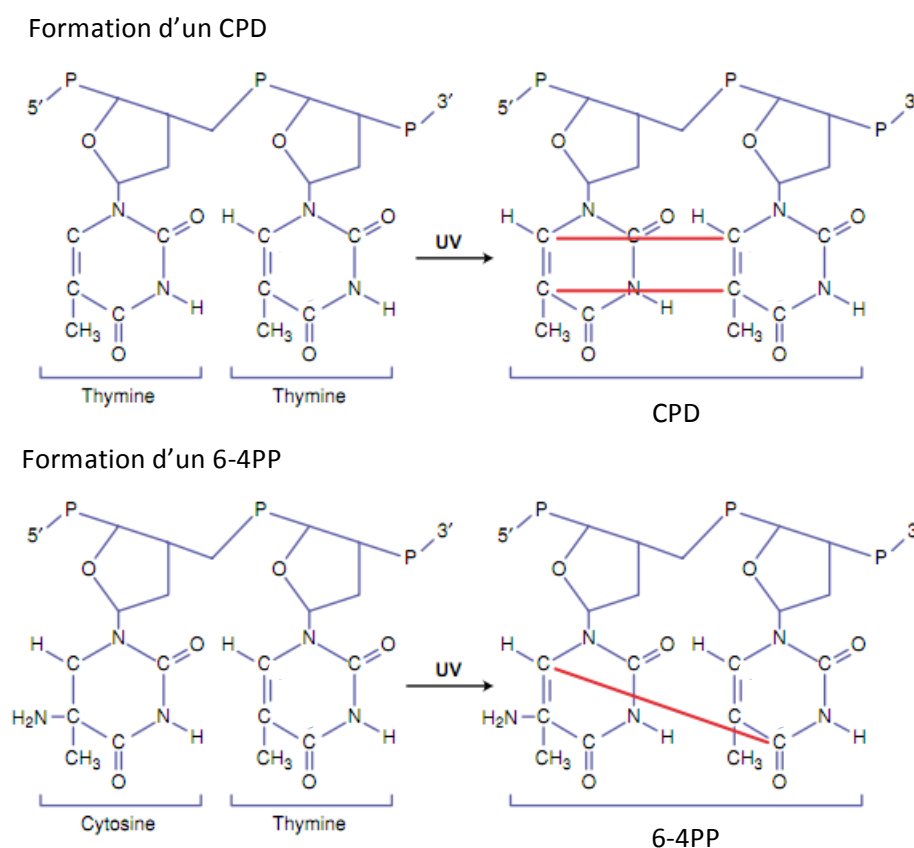 Formation d’un CPD
P P
5′ 3′ P
O O
N O H N O
C C C C
C N H C N H
CH₃ C CH₃ C
O O
Thymine Thymine
UV
P P
5′ 3′ P
O O
H N O H N O
C C C C
C N H C N H
CH₃ C CH₃ C
O O
CPD
Formation d’un 6-4PP
P P
5′ 3′ P
O O
H N O H N O
C C C C
H₂N C N H C N H
CH₃ C CH₃ C
O O
Cytosine Thymine
UV
P P
5′ 3′ P
O O
H N O H N O
C C C C
H₂N C N H C N H
CH₃ C CH₃ C
O O
6-4PP